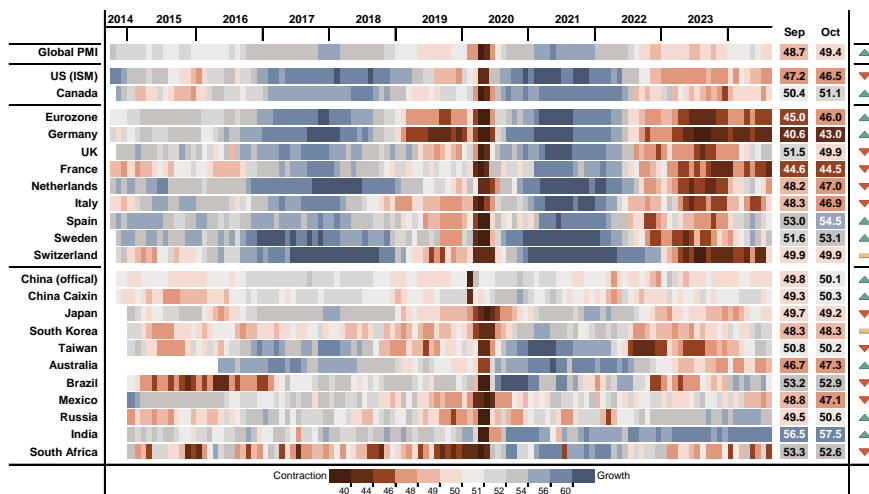 2014 2015 2016 2017 2018 2019 2020 2021 2022 2023
Sep Oct
Global PMI 48.7 49.4
US (ISM) 47.2 46.5
Canada 50.4 51.1
Eurozone 45.0 46.0
Germany 40.6 43.0
UK 51.5 49.9
France 44.6 44.5
Netherlands 48.2 47.0
Italy 48.3 46.9
Spain 53.0 54.5
Sweden 51.6 53.1
Switzerland 49.9 49.9
China (offical) 49.8 50.1
China Caixin 49.3 50.3
Japan 49.7 49.2
South Korea 48.3 48.3
Taiwan 50.8 50.2
Australia 46.7 47.3
Brazil 53.2 52.9
Mexico 48.8 47.1
Russia 49.5 50.6
India 56.5 57.5
South Africa 53.3 52.6
Contraction Growth
40 44 46 48 49 50 51 52 54 56 60